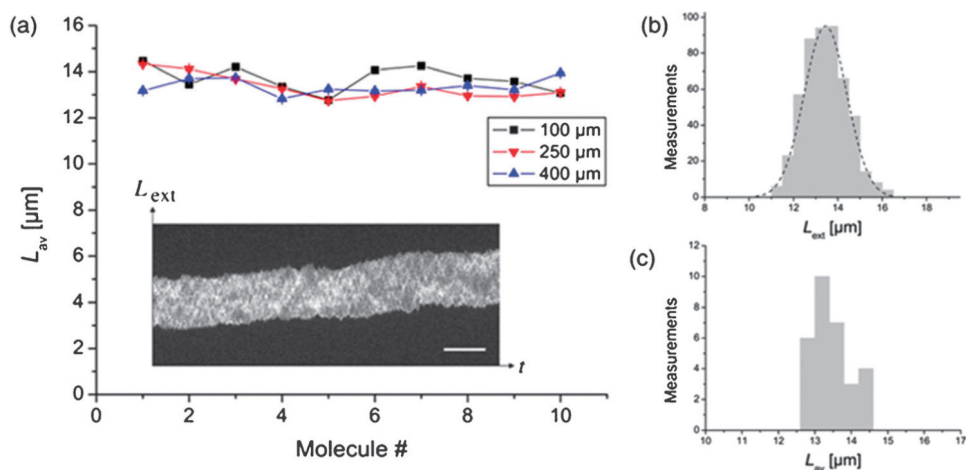 (a)
16
14
12
10
8
6
4
2
0
L_av [µm]
100 µm
250 µm
400 µm
L_ext
t
0 2 4 6 8 10
Molecule #
(b)
100
80
60
40
20
0
Measurements
8 10 12 14 16 18
L_ext [µm]
(c)
12
10
8
6
4
2
0
Measurements
10 11 12 13 14 15 16 17
L_av [µm]